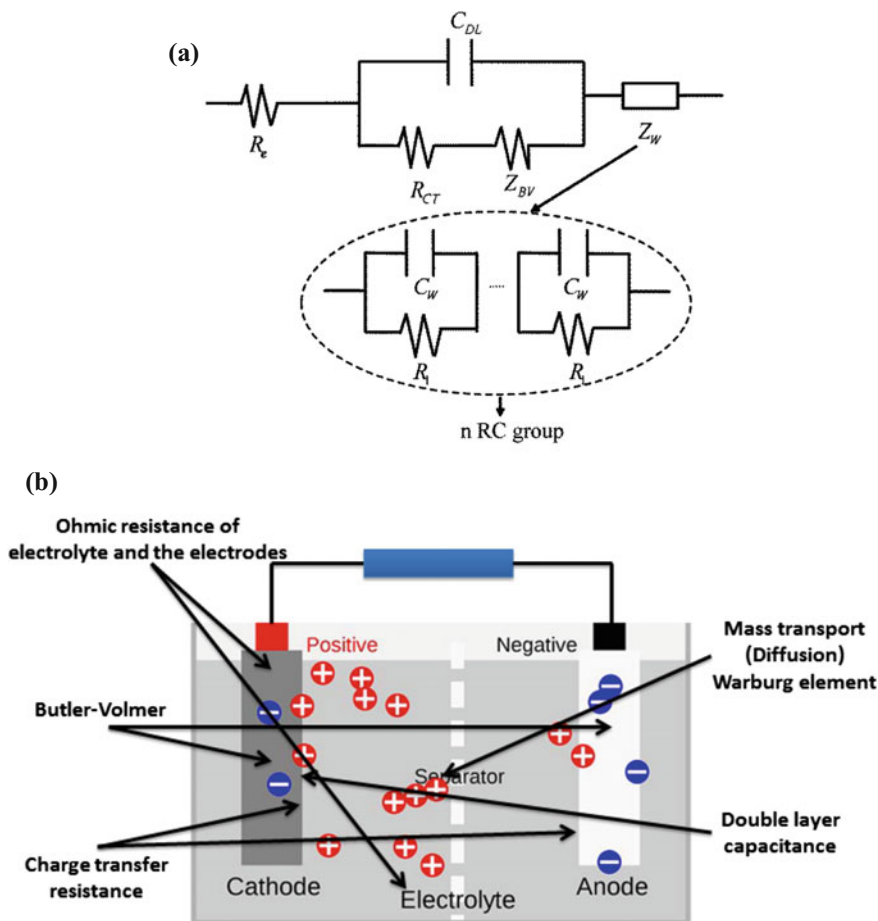 (a)
C_DL
R_e
R_CT
Z_BV
Z_W
C_W
.....
C_W
R_1
R_1
n RC group
(b)
Ohmic resistance of
electrolyte and the electrodes
Positive
Negative
Mass transport
(Diffusion)
Warburg element
Butler-Volmer
Separator
Double layer
capacitance
Charge transfer
resistance
Cathode
Electrolyte
Anode